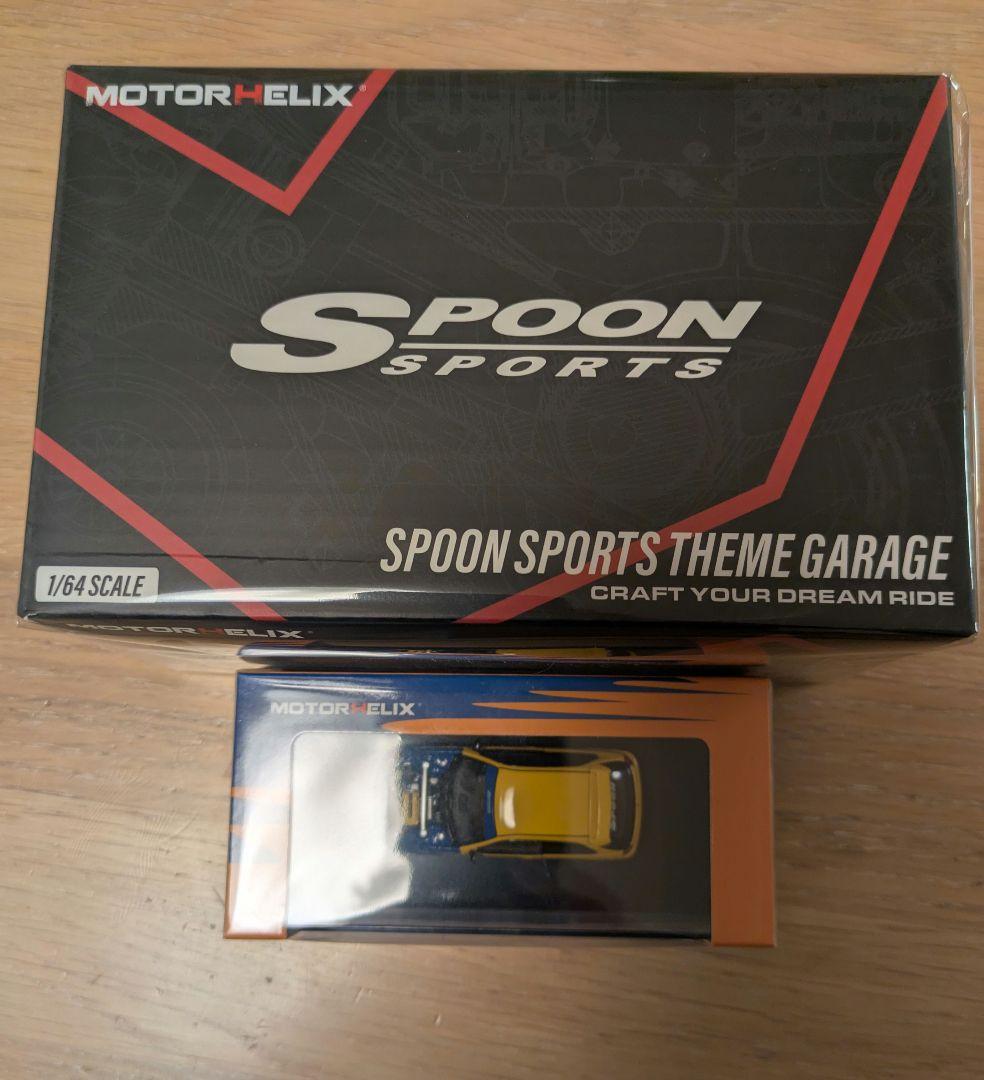 MOTORHELIX®
SPOON
SPORTS
SPOON SPORTS THEME GARAGE
1/64 SCALE
CRAFT YOUR DREAM RIDE
MOTORHELIX®
MOTORHELIX®